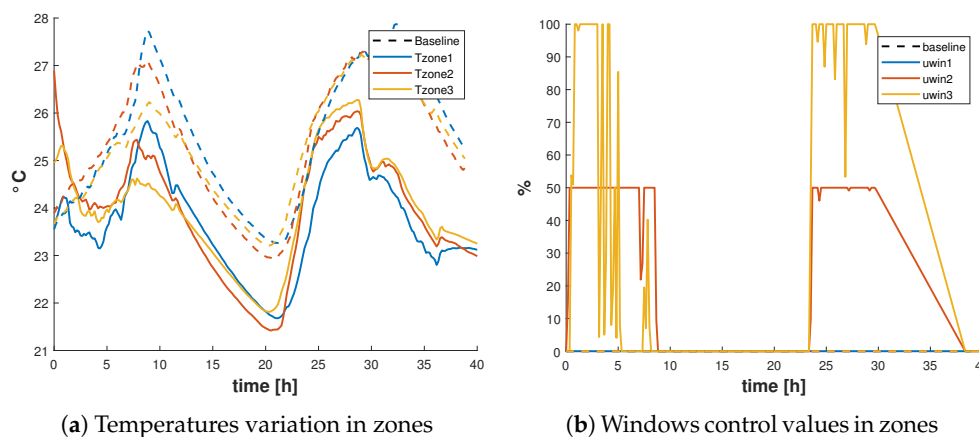 28
27
26
25
24
23
22
21
°C
0
5
10
15
20
25
30
35
40
time [h]
Baseline
Tzone1
Tzone2
Tzone3
(a) Temperatures variation in zones
100
90
80
70
60
50
40
30
20
10
0
%
0
5
10
15
20
25
30
35
40
time [h]
baseline
uwin1
uwin2
uwin3
(b) Windows control values in zones